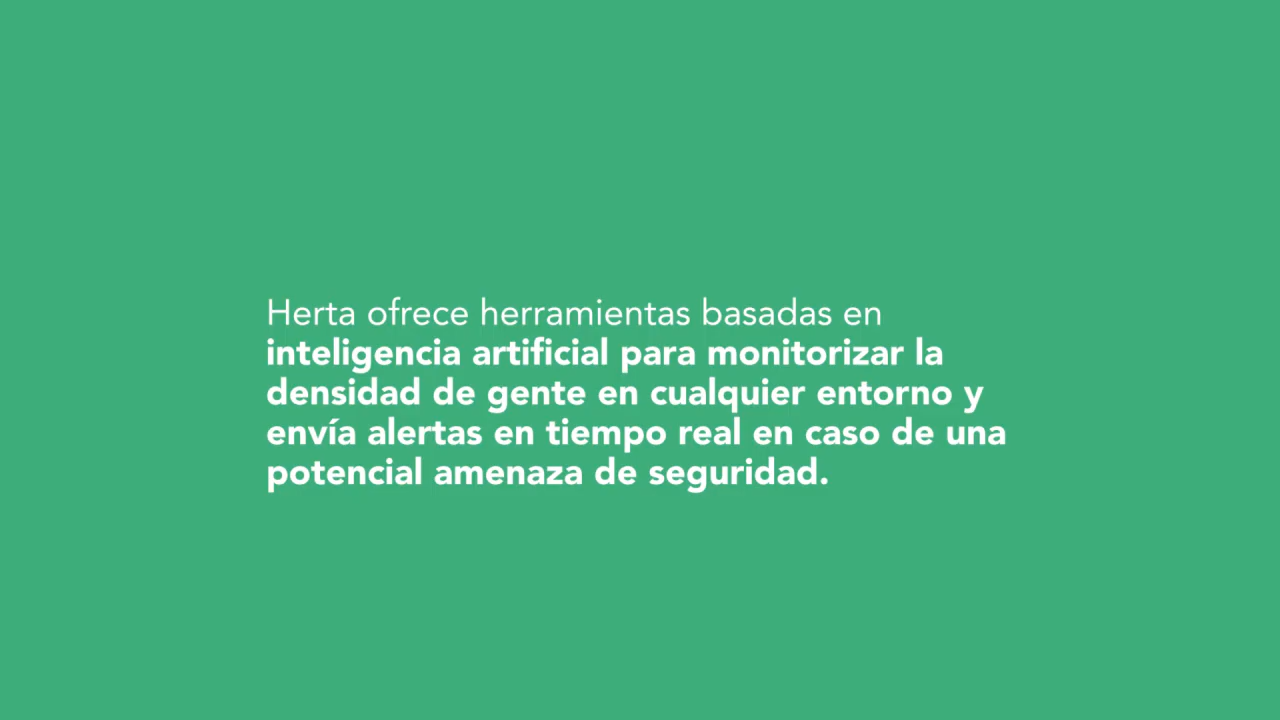 Herta ofrece herramientas basadas en
inteligencia artificial para monitorizar la
densidad de gente en cualquier entorno y
envía alertas en tiempo real en caso de una
potencial amenaza de seguridad.